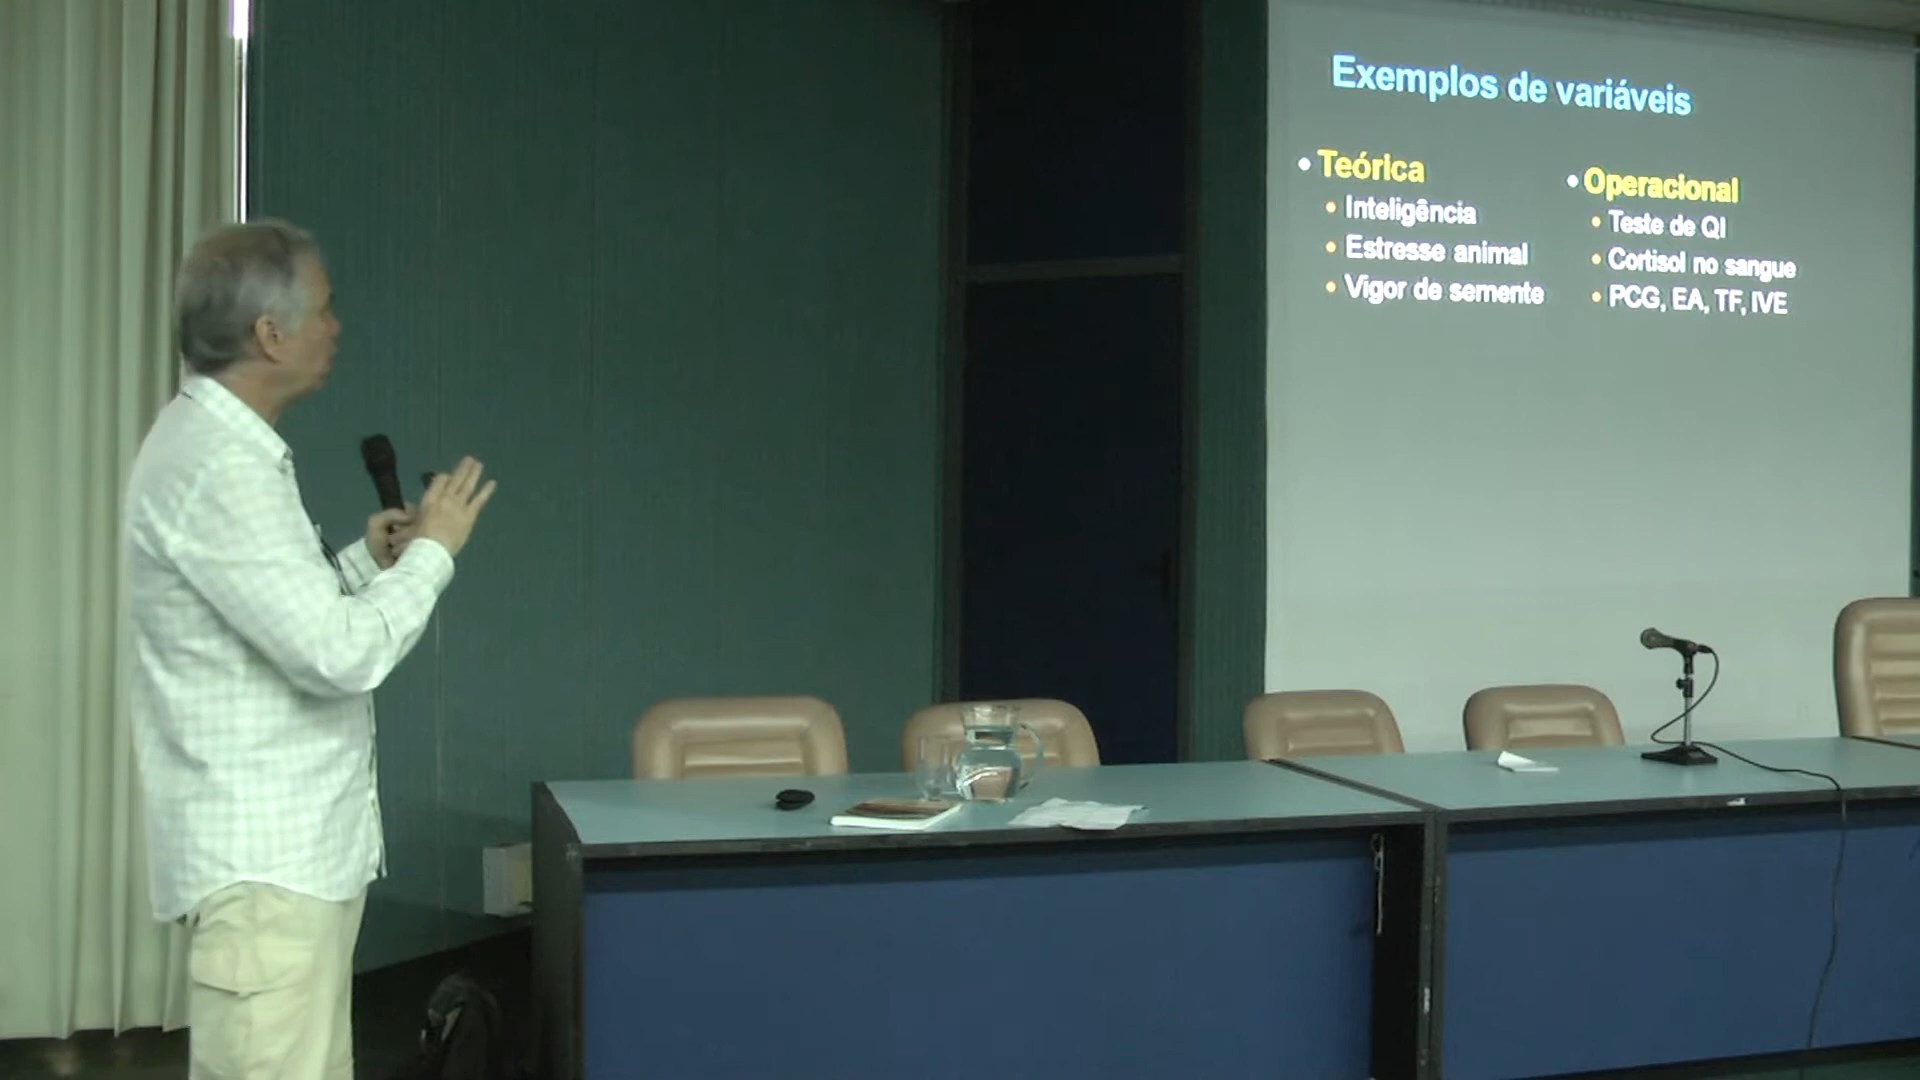 Exemplos de variáveis
• Teórica
• Inteligência
• Estresse animal
• Vigor de semente
• Operacional
• Teste de QI
• Cortisol no sangue
• PCG, EA, TF, IVE